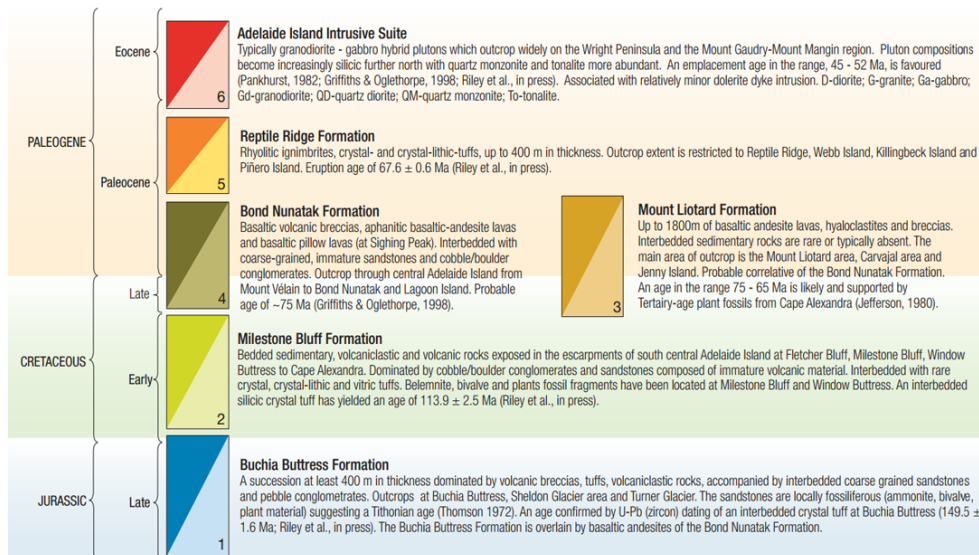 Eocene
6
Adelaide Island Intrusive Suite
Typically granodiorite - gabbro hybrid plutons which outcrop widely on the Wright Peninsula and the Mount Gaudry-Mount Mangin region. Pluton compositions
become increasingly silicic further north with quartz monzonite and tonalite more abundant. An emplacement age in the range, 45 - 52 Ma, is favoured
(Pankhurst, 1982; Griffiths & Oglethorpe, 1998; Riley et al., in press). Associated with relatively minor dolerite dyke intrusion. D-diorite; G-granite; Ga-gabbro;
Gd-granodiorite; QD-quartz diorite; QM-quartz monzonite; To-tonalite.
PALEOGENE
Paleocene
5
Reptile Ridge Formation
Rhyolitic ignimbrites, crystal- and crystal-lithic-tuffs, up to 400 m in thickness. Outcrop extent is restricted to Reptile Ridge, Webb Island, Killingbeck Island and
Piñero Island. Eruption age of 67.6 ± 0.6 Ma (Riley et al., in press).
4
Bond Nunatak Formation
Basaltic volcanic breccias, aphanitic basaltic-andesite lavas
and basaltic pillow lavas (at Sighing Peak). Interbedded with
coarse-grained, immature sandstones and cobble/boulder
conglomerates. Outcrop through central Adelaide Island from
Mount Vélain to Bond Nunatak and Lagoon Island. Probable
age of ~75 Ma (Griffiths & Oglethorpe, 1998).
3
Mount Liotard Formation
Up to 1800m of basaltic andesite lavas, hyaloclastites and breccias.
Interbedded sedimentary rocks are rare or typically absent. The
main area of outcrop is the Mount Liotard area, Carvajal area and
Jenny Island. Probable correlative of the Bond Nunatak Formation.
An age in the range 75 - 65 Ma is likely and supported by
Tertairy-age plant fossils from Cape Alexandra (Jefferson, 1980).
Late
CRETACEOUS
Early
2
Milestone Bluff Formation
Bedded sedimentary, volcaniclastic and volcanic rocks exposed in the escarpments of south central Adelaide Island at Fletcher Bluff, Milestone Bluff, Window
Buttress to Cape Alexandra. Dominated by cobble/boulder conglomerates and sandstones composed of immature volcanic material. Interbedded with rare
crystal, crystal-lithic and vitric tuffs. Belemnite, bivalve and plants fossil fragments have been located at Milestone Bluff and Window Buttress. An interbedded
silicic crystal tuff has yielded an age of 113.9 ± 2.5 Ma (Riley et al., in press).
JURASSIC
Late
1
Buchia Buttress Formation
A succession at least 400 m in thickness dominated by volcanic breccias, tuffs, volcaniclastic rocks, accompanied by interbedded coarse grained sandstones
and pebble conglometrates. Outcrops at Buchia Buttress, Sheldon Glacier area and Turner Glacier. The sandstones are locally fossiliferous (ammonite, bivalve,
plant material) suggesting a Tithonian age (Thomson 1972). An age confirmed by U-Pb (zircon) dating of an interbedded crystal tuff at Buchia Buttress (149.5 ±
1.6 Ma; Riley et al., in press). The Buchia Buttress Formation is overlain by basaltic andesites of the Bond Nunatak Formation.